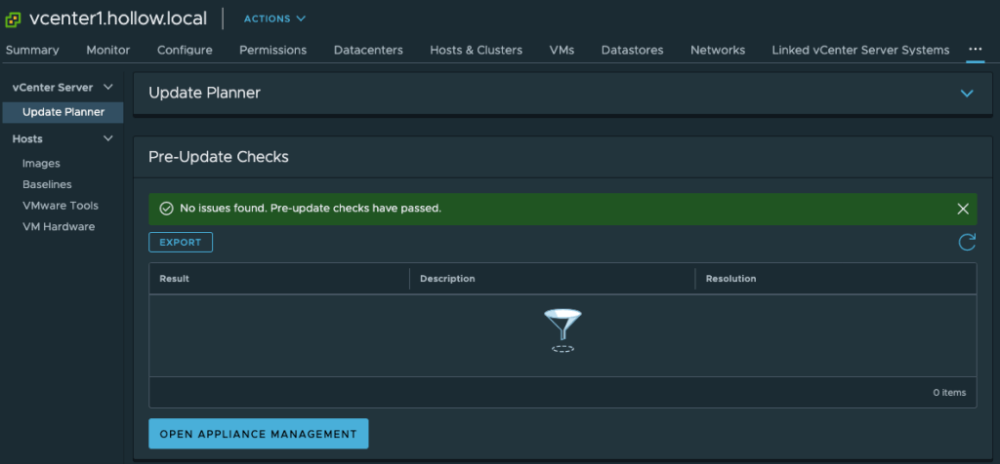 vcenter1.hollow.local ACTIONS
Summary Monitor Configure Permissions Datacenters Hosts & Clusters VMs Datastores Networks Linked vCenter Server Systems ...
vCenter Server
Update Planner
Hosts
Images
Baselines
VMware Tools
VM Hardware
Update Planner
Pre-Update Checks
No issues found. Pre-update checks have passed.
EXPORT
Result Description Resolution
0 items
OPEN APPLIANCE MANAGEMENT